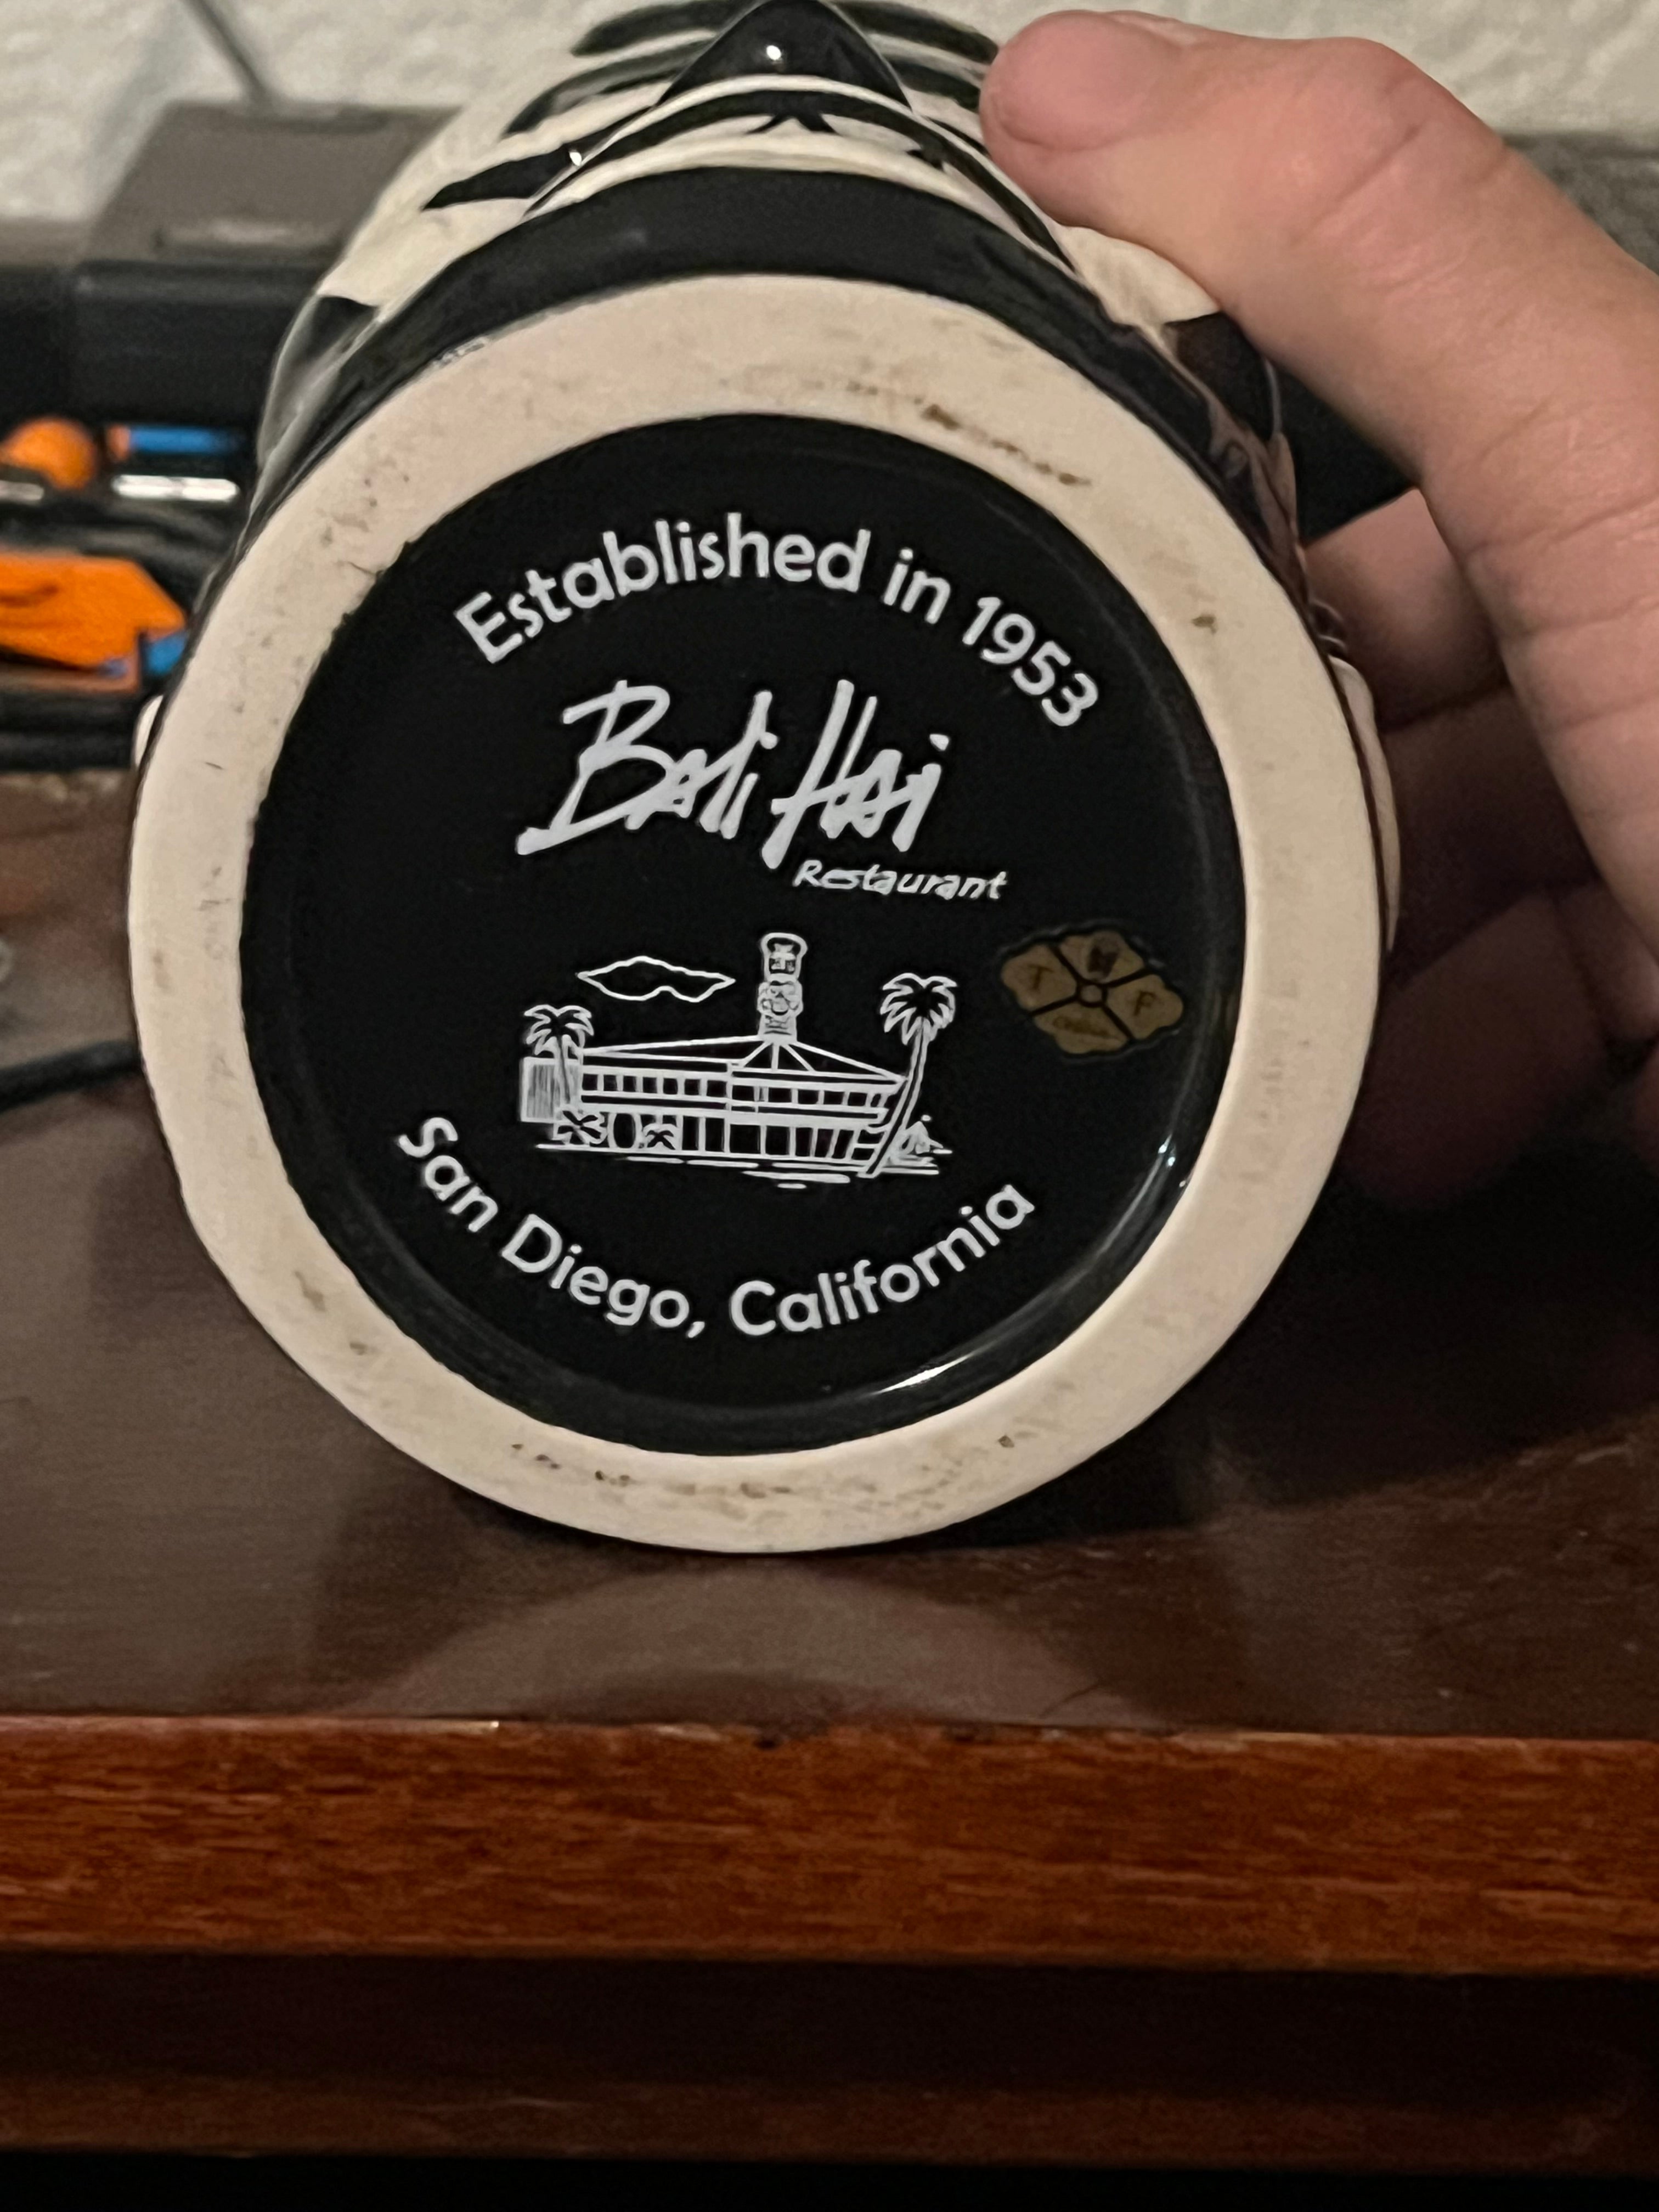 Established in 1953
Bali Hai
Restaurant
T
F
San Diego, California